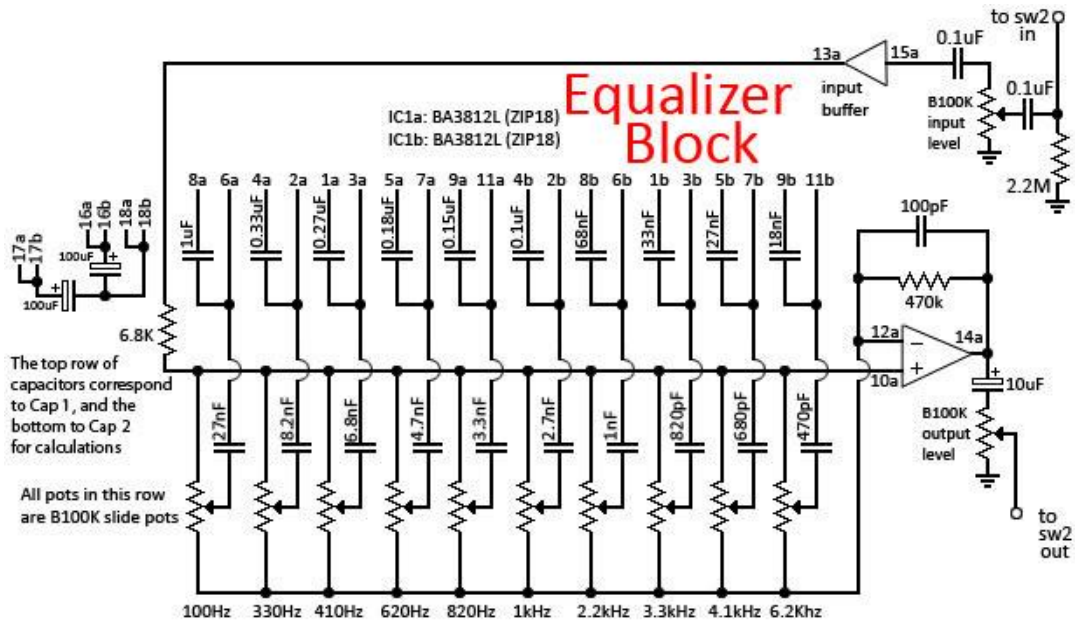 to sw2
in
0.1uF
13a
15a
input
buffer
Equalizer
Block
0.1uF
B100K
input
level
IC1a: BA3812L (ZIP18)
IC1b: BA3812L (ZIP18)
2.2M
8a 6a 4a 2a 1a 3a 5a 7a 9a 11a 4b 2b 8b 6b 1b 3b 5b 7b 9b 11b
1uF
0.33uF
0.27uF
0.18uF
0.15uF
0.1uF
68nF
33nF
27nF
18nF
16a
16b
18a
18b
17a
17b
+
100uF
+
100uF
100pF
470k
6.8K
12a
14a
−
+
10a
+
10uF
The top row of
capacitors correspond
to Cap 1, and the
bottom to Cap 2
for calculations
27nF
8.2nF
6.8nF
4.7nF
3.3nF
2.7nF
1nF
820pF
680pF
470pF
B100K
output
level
All pots in this row
are B100K slide pots
to
sw2
out
100Hz 330Hz 410Hz 620Hz 820Hz 1kHz 2.2kHz 3.3kHz 4.1kHz 6.2Khz